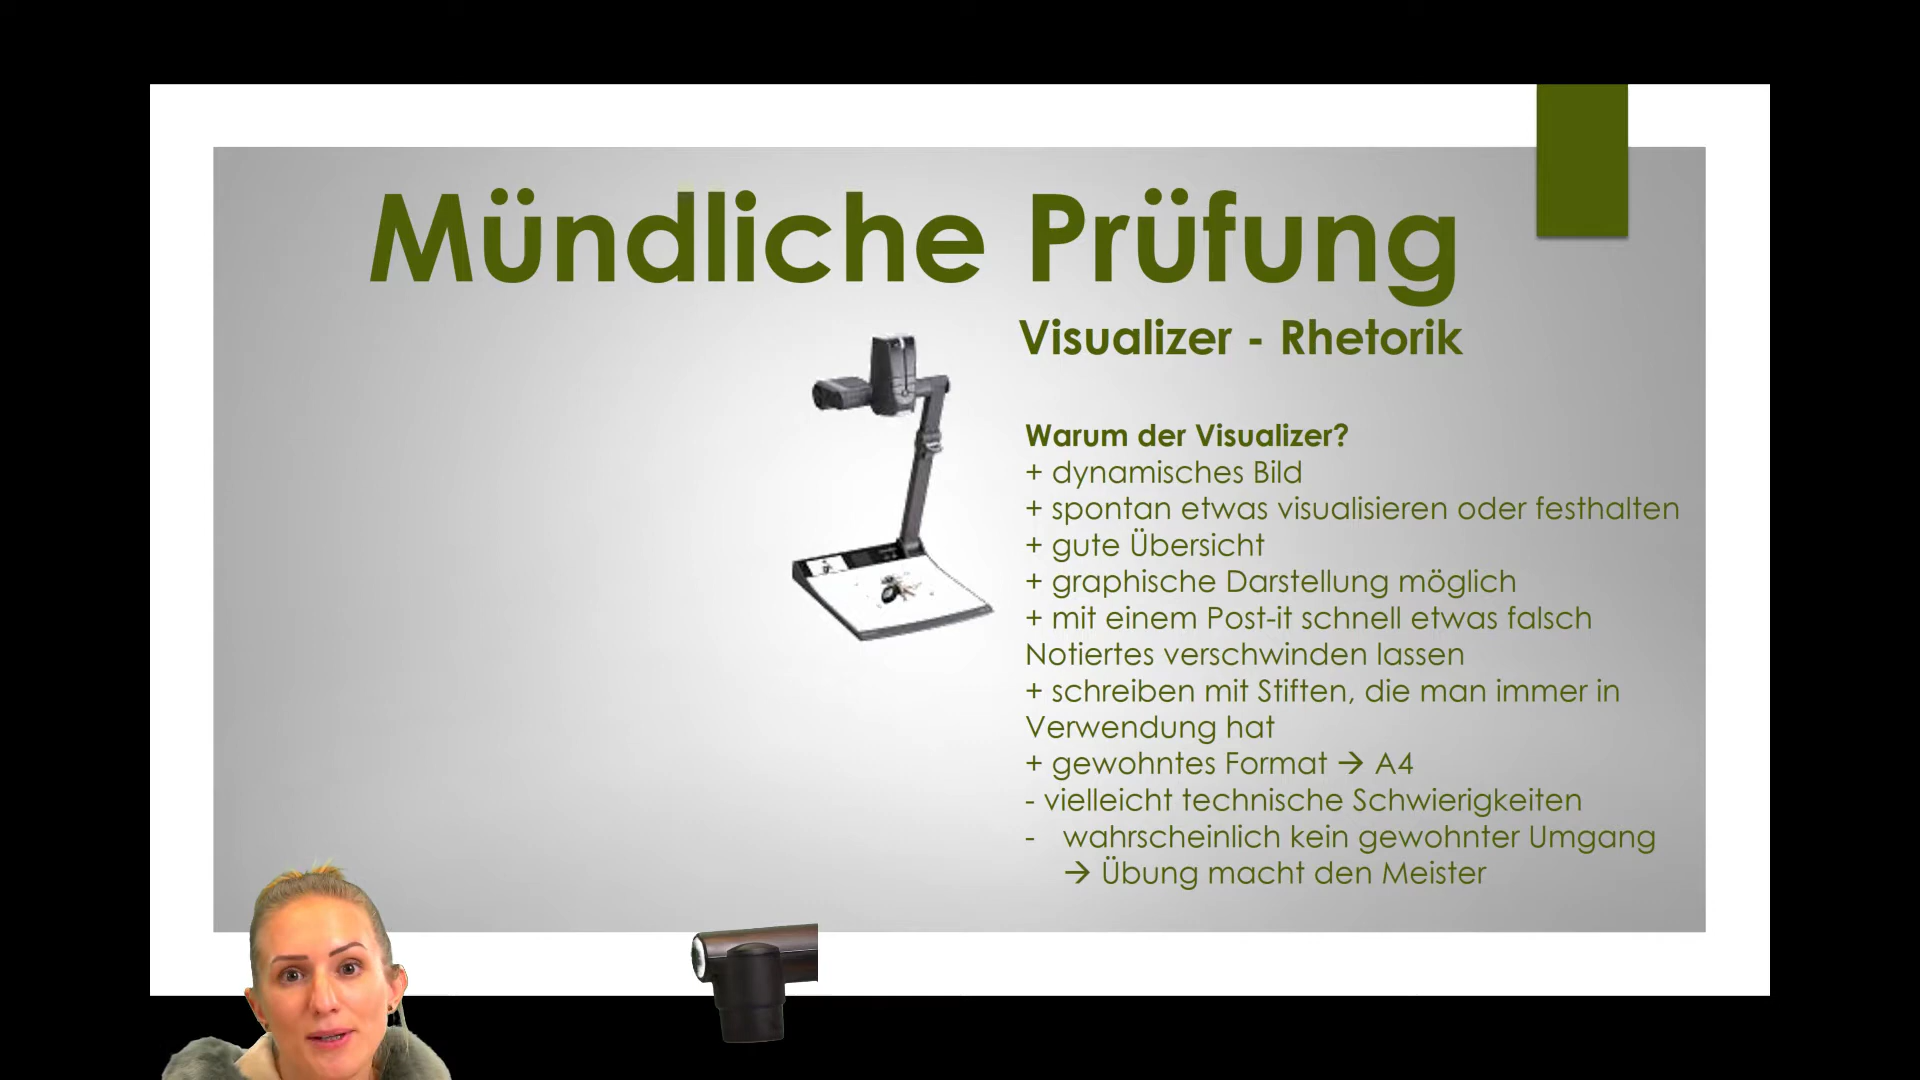 Mündliche Prüfung
Visualizer - Rhetorik
Warum der Visualizer?
+ dynamisches Bild
+ spontan etwas visualisieren oder festhalten
+ gute Übersicht
+ graphische Darstellung möglich
+ mit einem Post-it schnell etwas falsch
Notiertes verschwinden lassen
+ schreiben mit Stiften, die man immer in
Verwendung hat
+ gewohntes Format → A4
- vielleicht technische Schwierigkeiten
- wahrscheinlich kein gewohnter Umgang
→ Übung macht den Meister